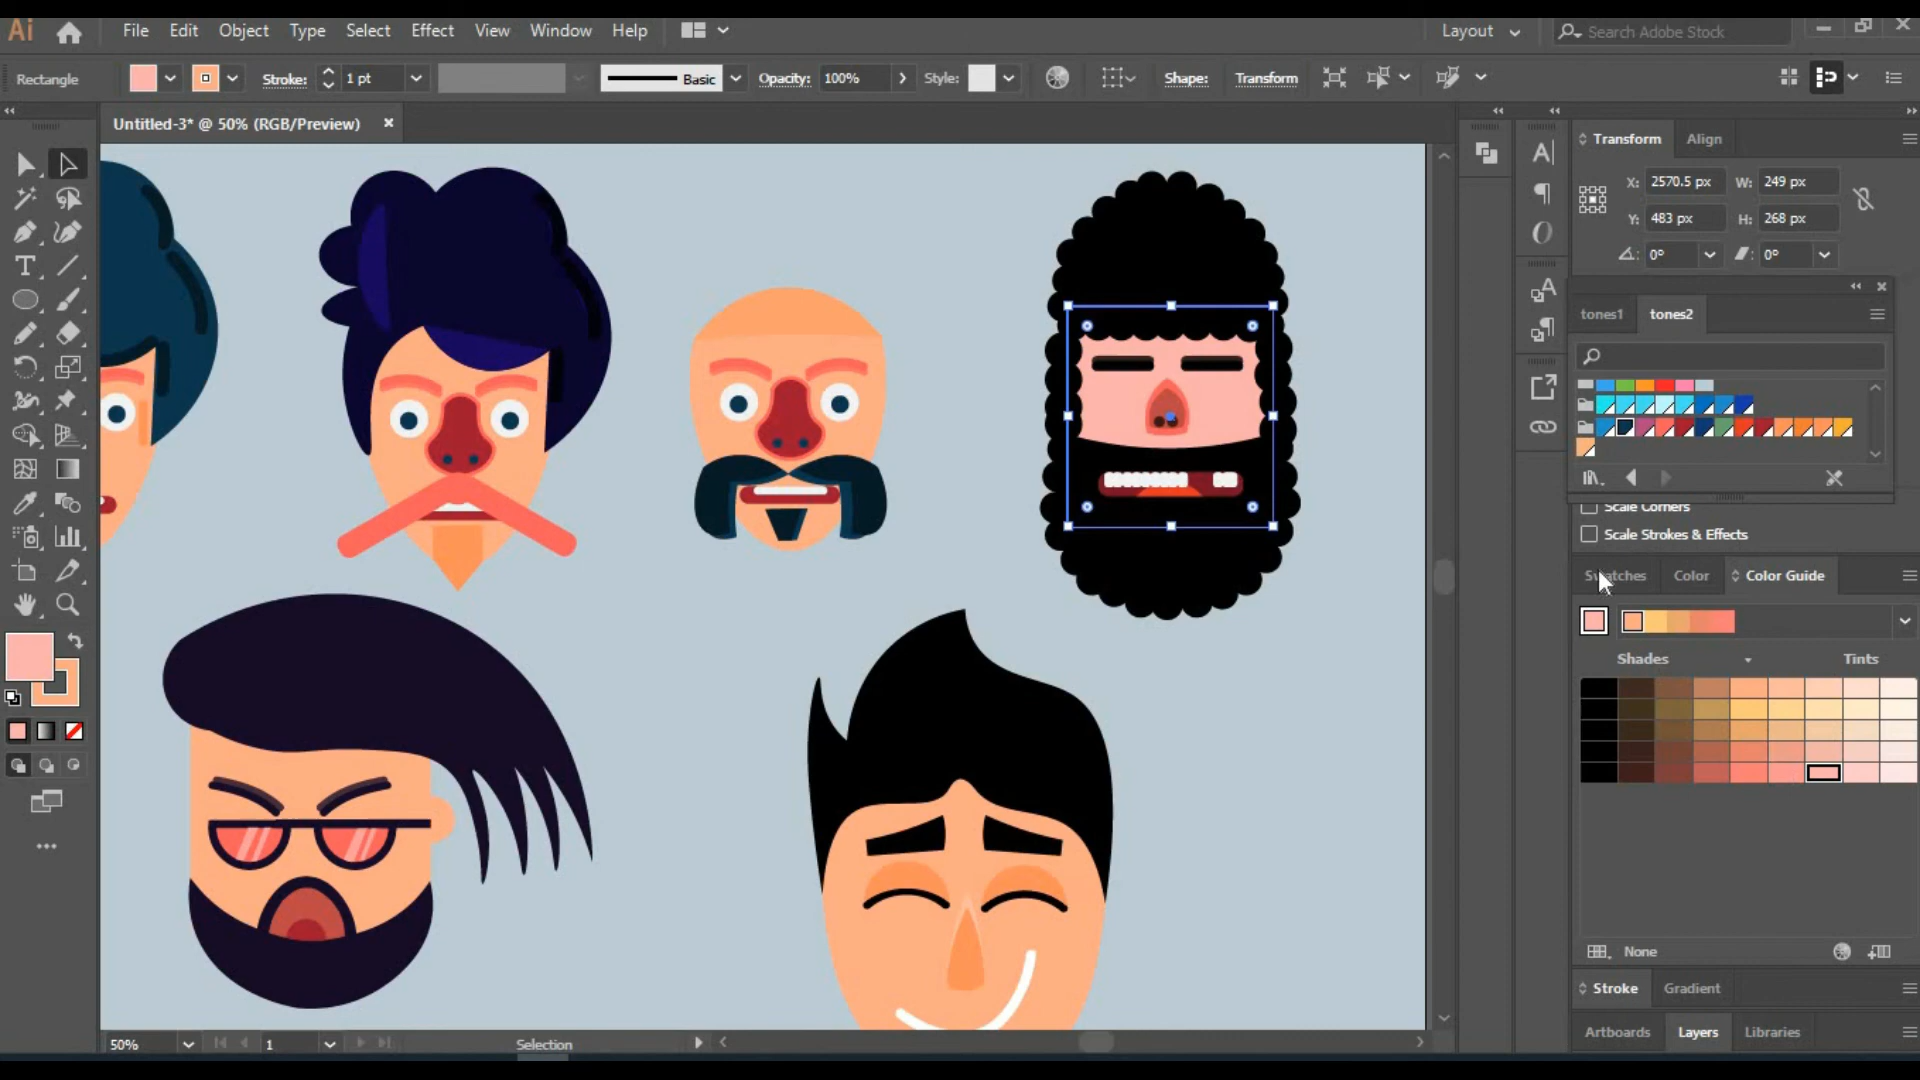 Ai File Edit Object Type Select Effect View Window Help Layout Search Adobe Stock
Rectangle Stroke: 1 pt Basic Opacity: 100% Style: Shape: Transform
Untitled-3* @ 50% (RGB/Preview)
Transform Align
X: 2570.5 px W: 249 px
Y: 483 px H: 268 px
0° 0°
tones1 tones2
Scale Corners
Scale Strokes & Effects
Swatches Color Color Guide
Shades Tints
None
Stroke Gradient
Artboards Layers Libraries
50% 1 Selection